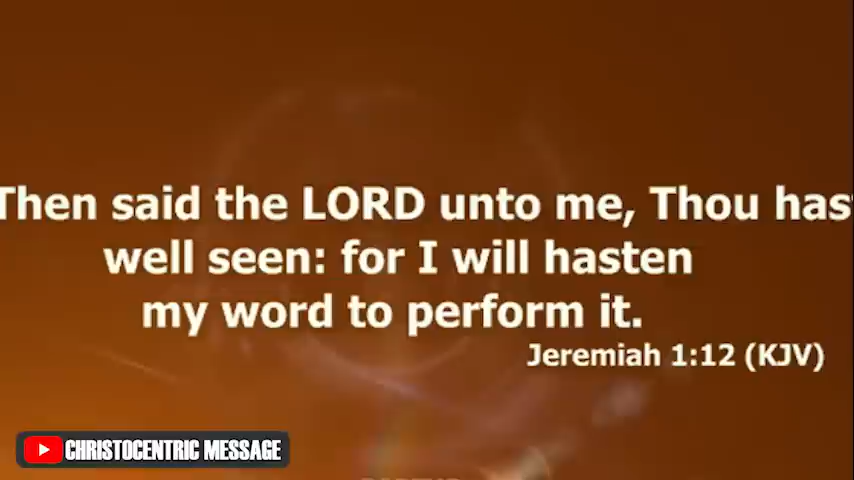 Then said the LORD unto me, Thou hast
well seen: for I will hasten
my word to perform it.
Jeremiah 1:12 (KJV)
CHRISTOCENTRIC MESSAGE